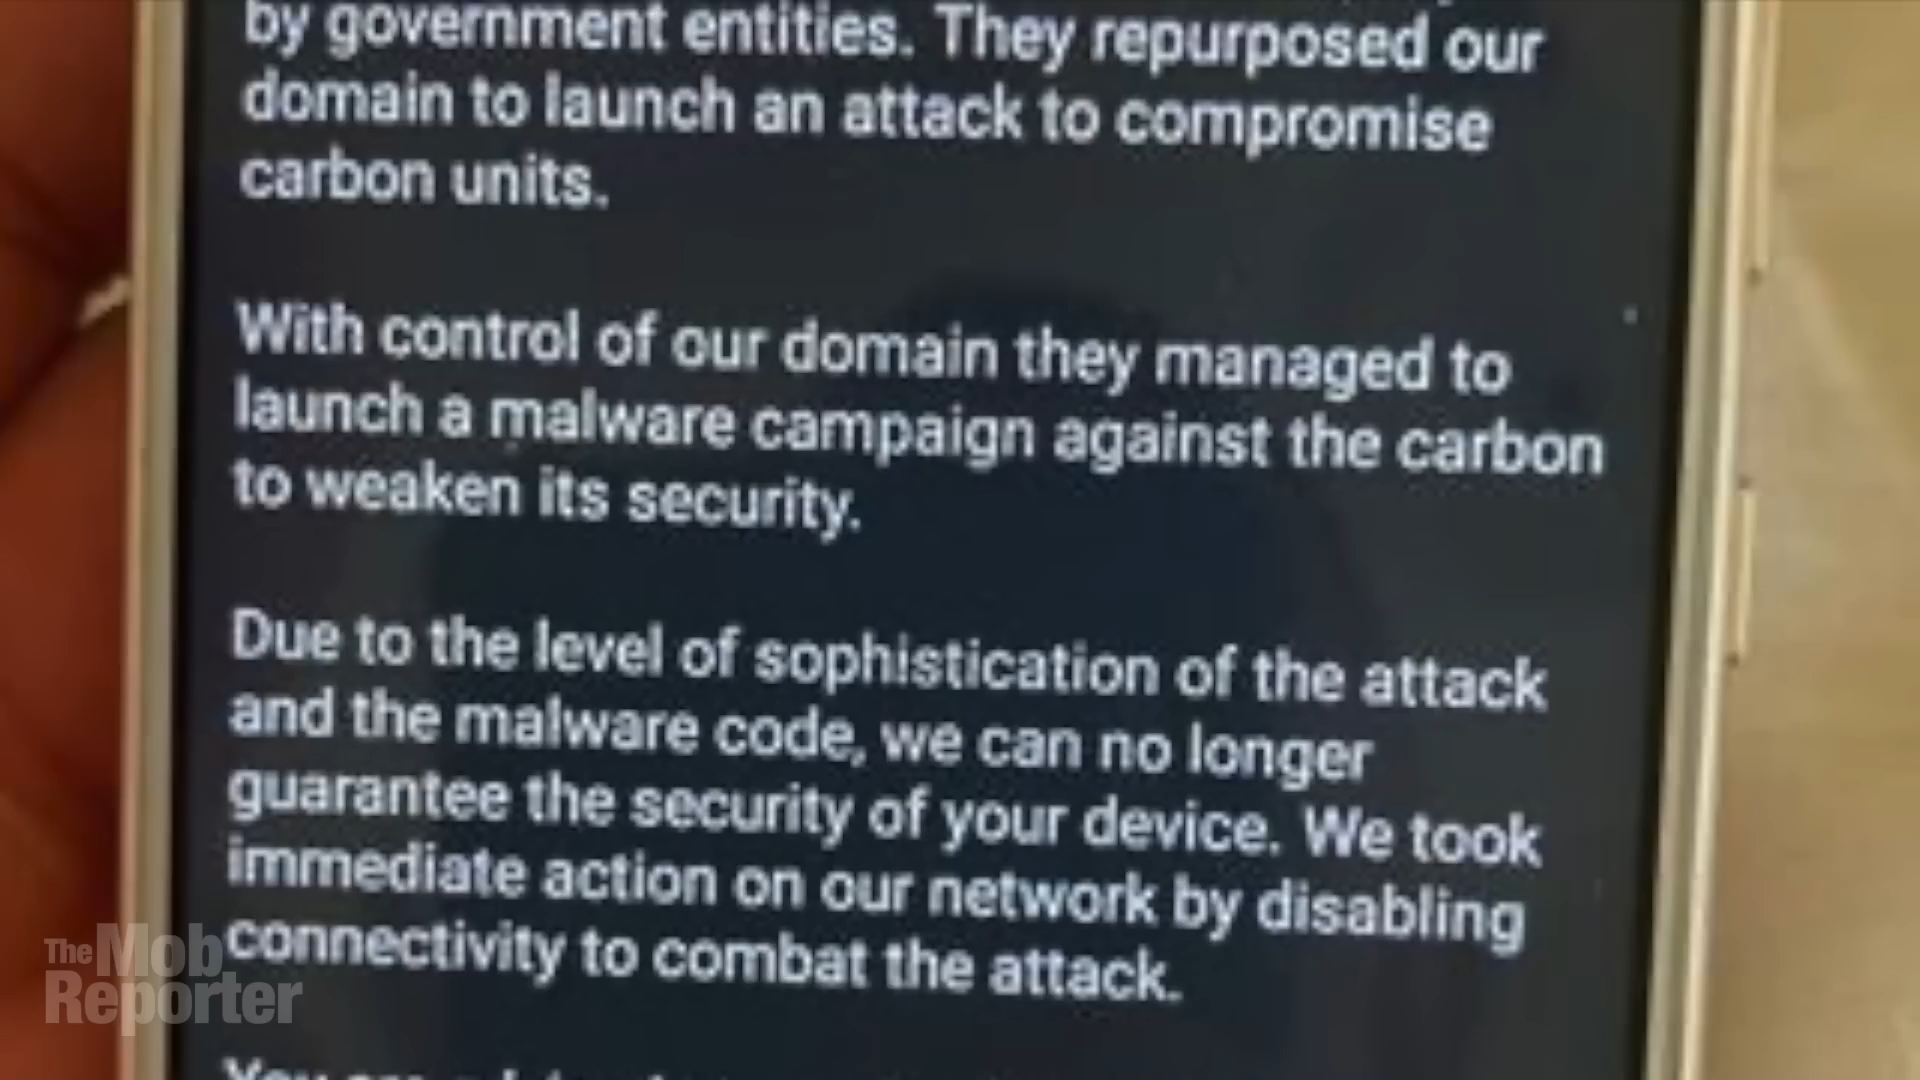 by government entities. They repurposed our
domain to launch an attack to compromise
carbon units.
With control of our domain they managed to
launch a malware campaign against the carbon
to weaken its security.
Due to the level of sophistication of the attack
and the malware code, we can no longer
guarantee the security of your device. We took
immediate action on our network by disabling
connectivity to combat the attack.
You are
The Mob
Reporter